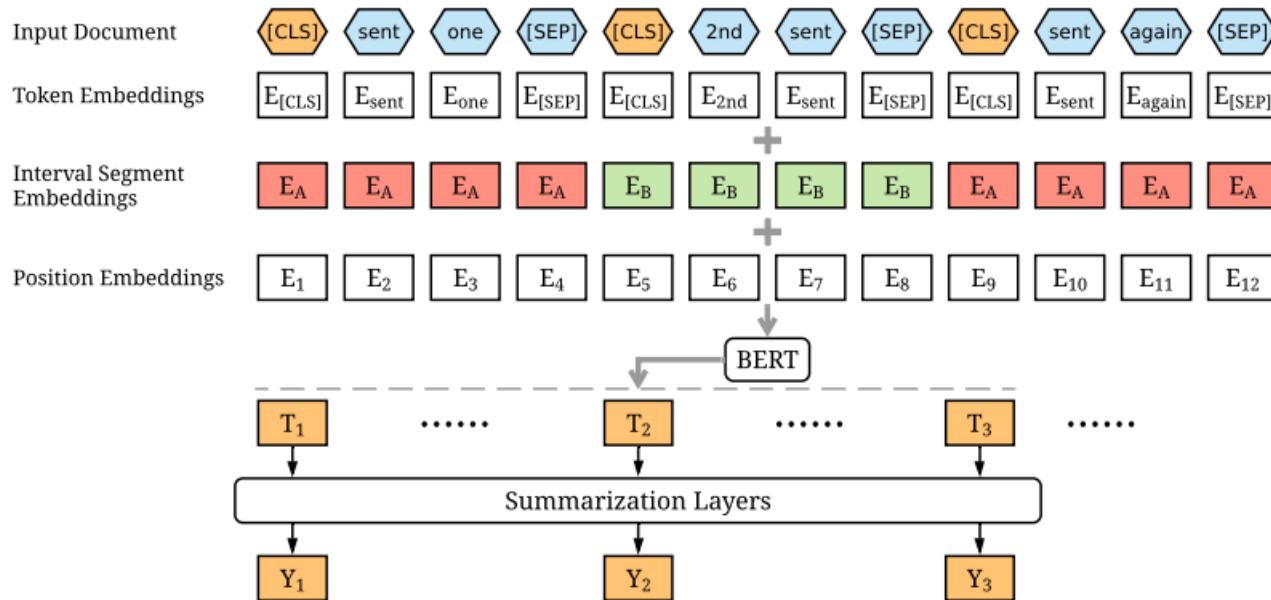 Input Document [CLS] sent one [SEP] [CLS] 2nd sent [SEP] [CLS] sent again [SEP]
Token Embeddings E[CLS] Esent Eone E[SEP] E[CLS] E2nd Esent E[SEP] E[CLS] Esent Eagain E[SEP]
+
Interval Segment
Embeddings
EA EA EA EA EB EB EB EB EA EA EA EA
+
Position Embeddings E1 E2 E3 E4 E5 E6 E7 E8 E9 E10 E11 E12
BERT
T1 ...... T2 ...... T3 ......
Summarization Layers
Y1 Y2 Y3